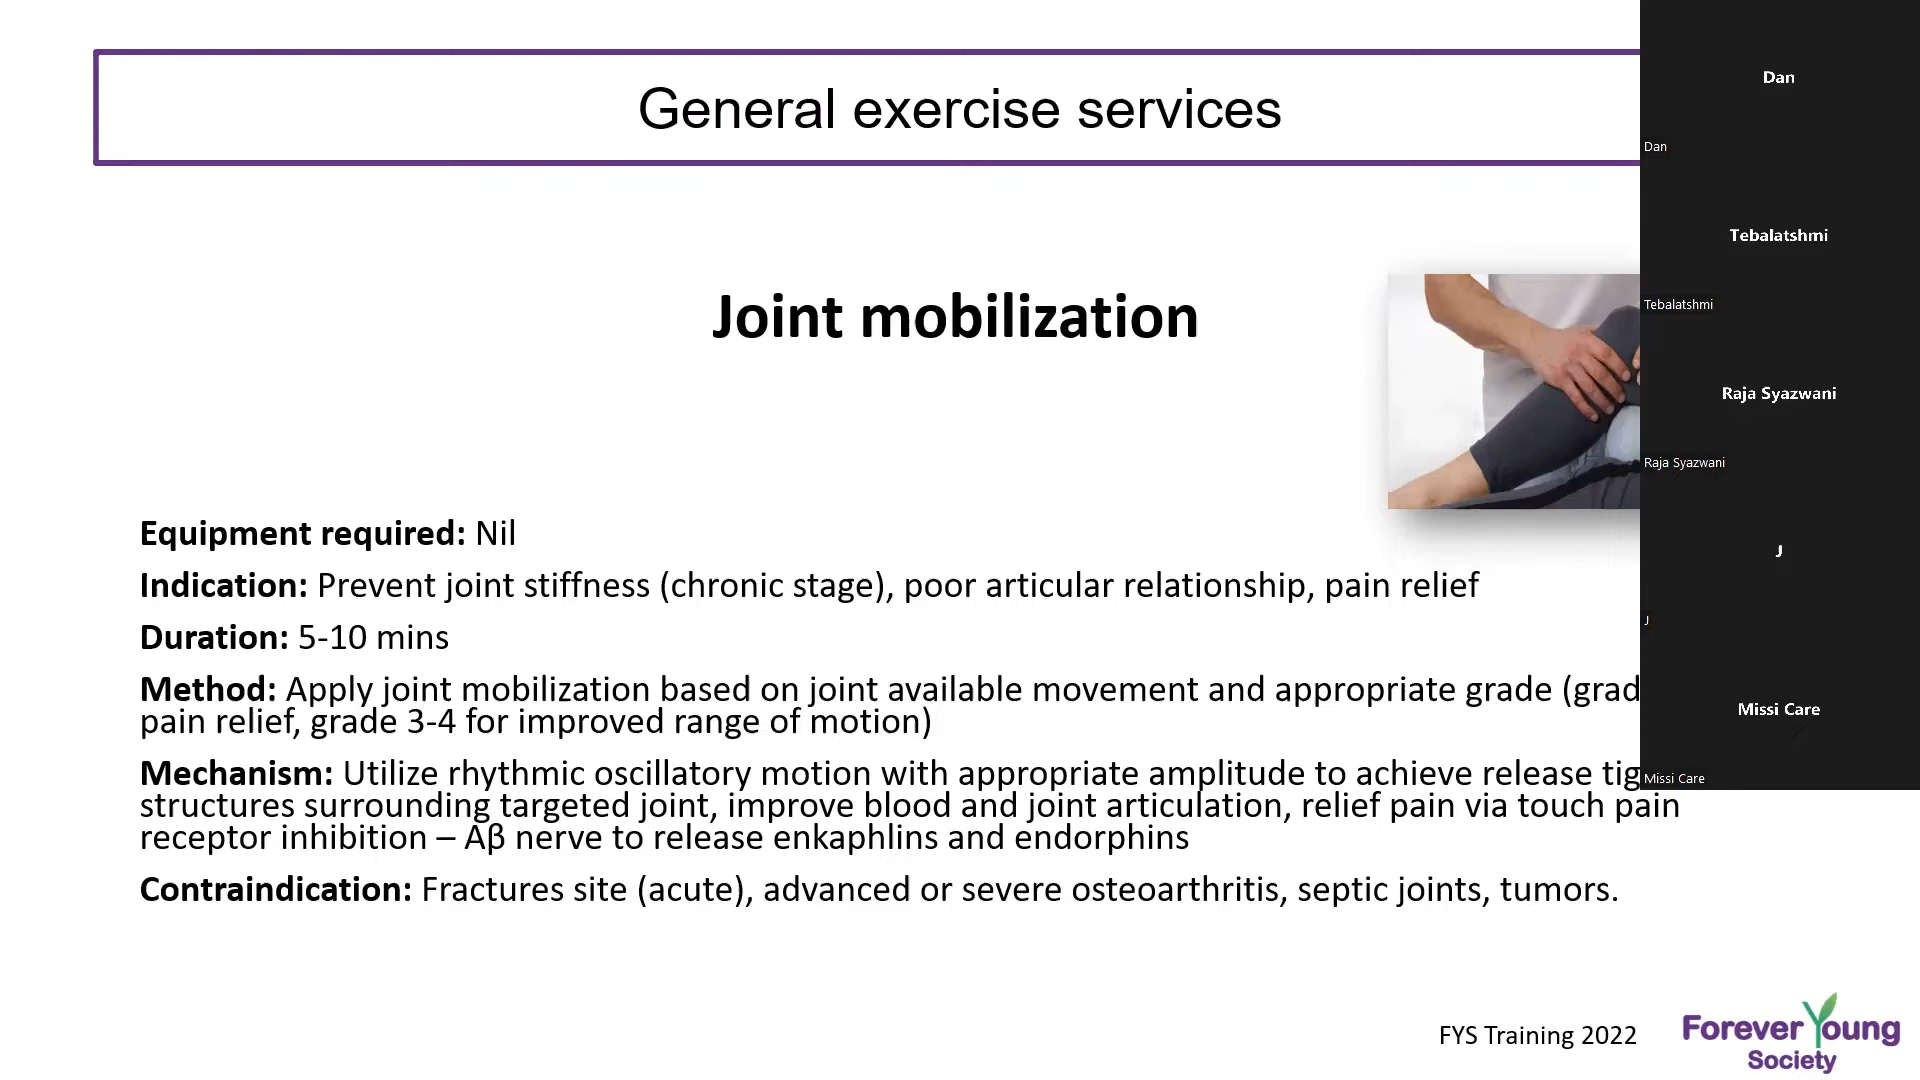 General exercise services
Joint mobilization
Equipment required: Nil
Indication: Prevent joint stiffness (chronic stage), poor articular relationship, pain relief
Duration: 5-10 mins
Method: Apply joint mobilization based on joint available movement and appropriate grade (grad
pain relief, grade 3-4 for improved range of motion)
Mechanism: Utilize rhythmic oscillatory motion with appropriate amplitude to achieve release tig
structures surrounding targeted joint, improve blood and joint articulation, relief pain via touch pain
receptor inhibition – Aβ nerve to release enkaphlins and endorphins
Contraindication: Fractures site (acute), advanced or severe osteoarthritis, septic joints, tumors.
FYS Training 2022
Forever Young
Society
Dan
Dan
Tebalatshmi
Tebalatshmi
Raja Syazwani
Raja Syazwani
J
J
Missi Care
Missi Care